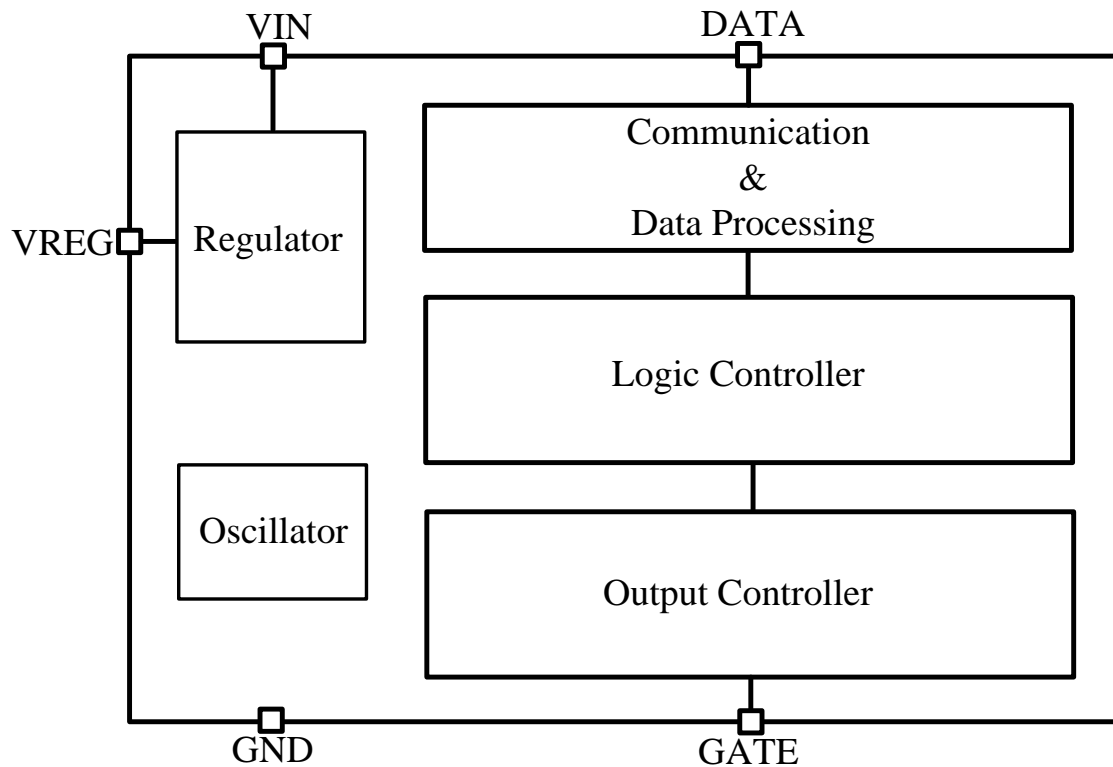 VIN
DATA
Communication
&
Data Processing
VREG
Regulator
Logic Controller
Oscillator
Output Controller
GND
GATE